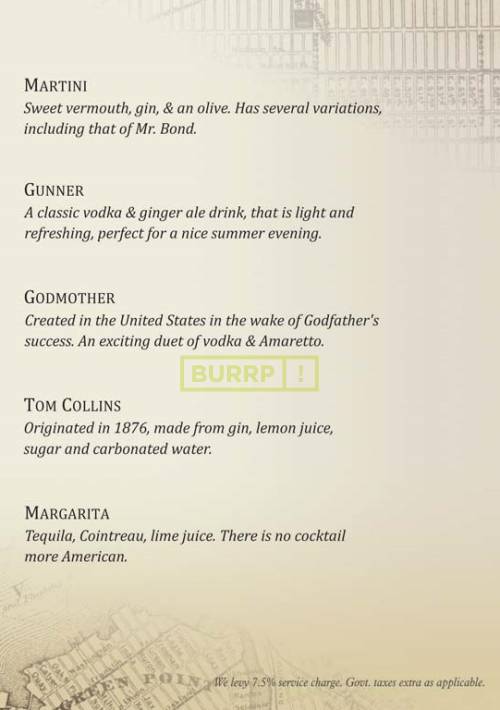 MARTINI
Sweet vermouth, gin, & an olive. Has several variations,
including that of Mr. Bond.
GUNNER
A classic vodka & ginger ale drink, that is light and
refreshing, perfect for a nice summer evening.
GODMOTHER
Created in the United States in the wake of Godfather's
success. An exciting duet of vodka & Amaretto.
BURRP !
TOM COLLINS
Originated in 1876, made from gin, lemon juice,
sugar and carbonated water.
MARGARITA
Tequila, Cointreau, lime juice. There is no cocktail
more American.
GREEN POIN
We levy 7.5% service charge. Govt. taxes extra as applicable.